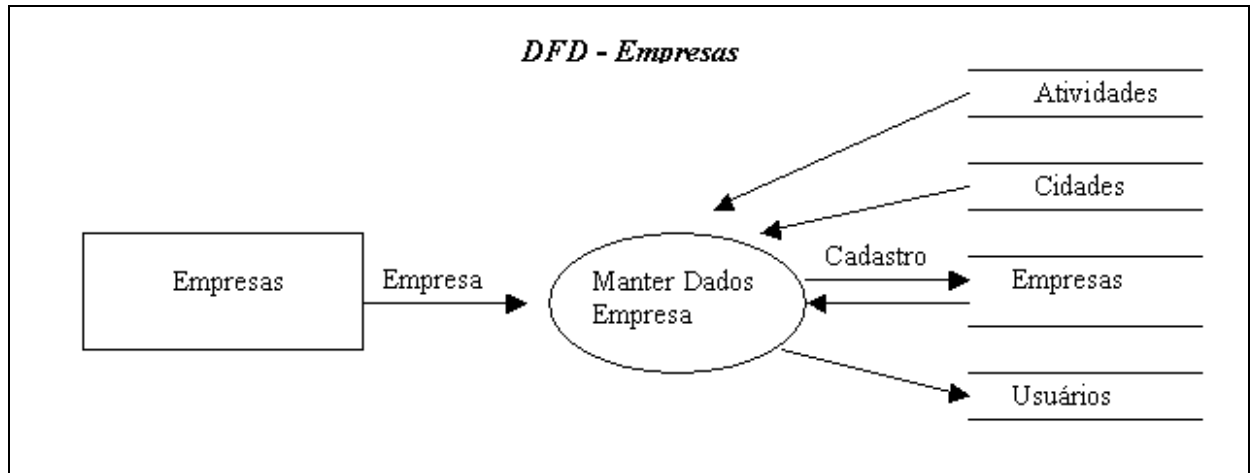 DFD - Empresas
Atividades
Cidades
Cadastro
Empresas
Empresa
Manter Dados
Empresa
Empresas
Usuários